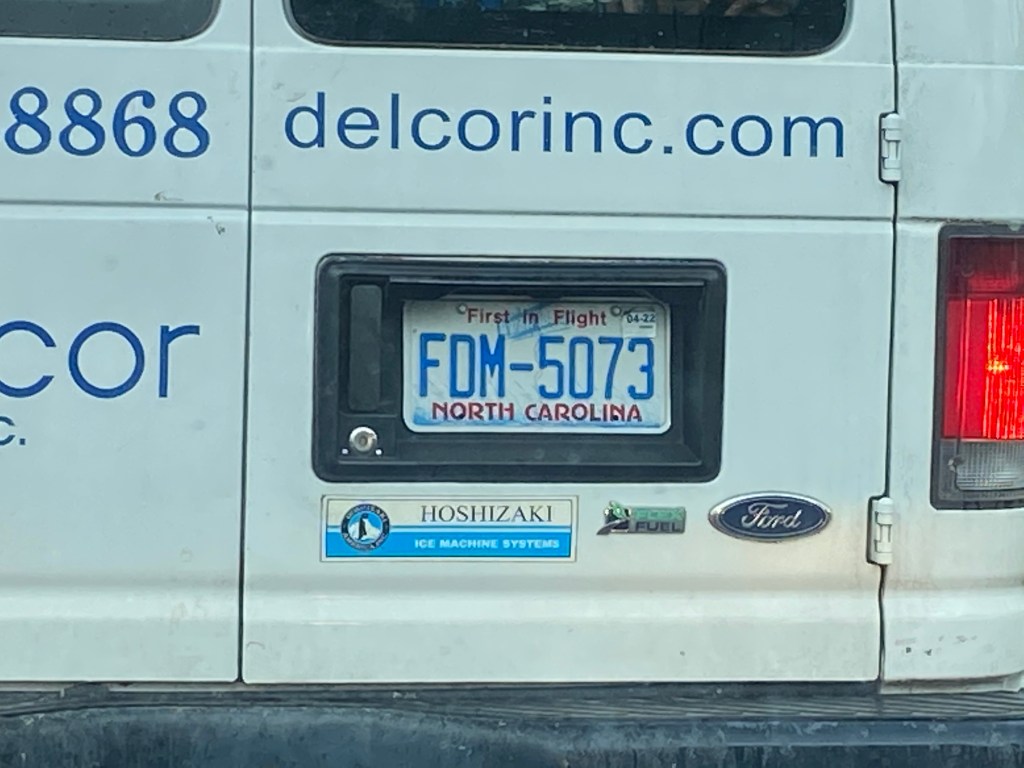 8868
delcorinc.com
cor
c.
First in Flight
04-22
FDM-5073
NORTH CAROLINA
HOSHIZAKI
ICE MACHINE SYSTEMS
FUEL
Ford